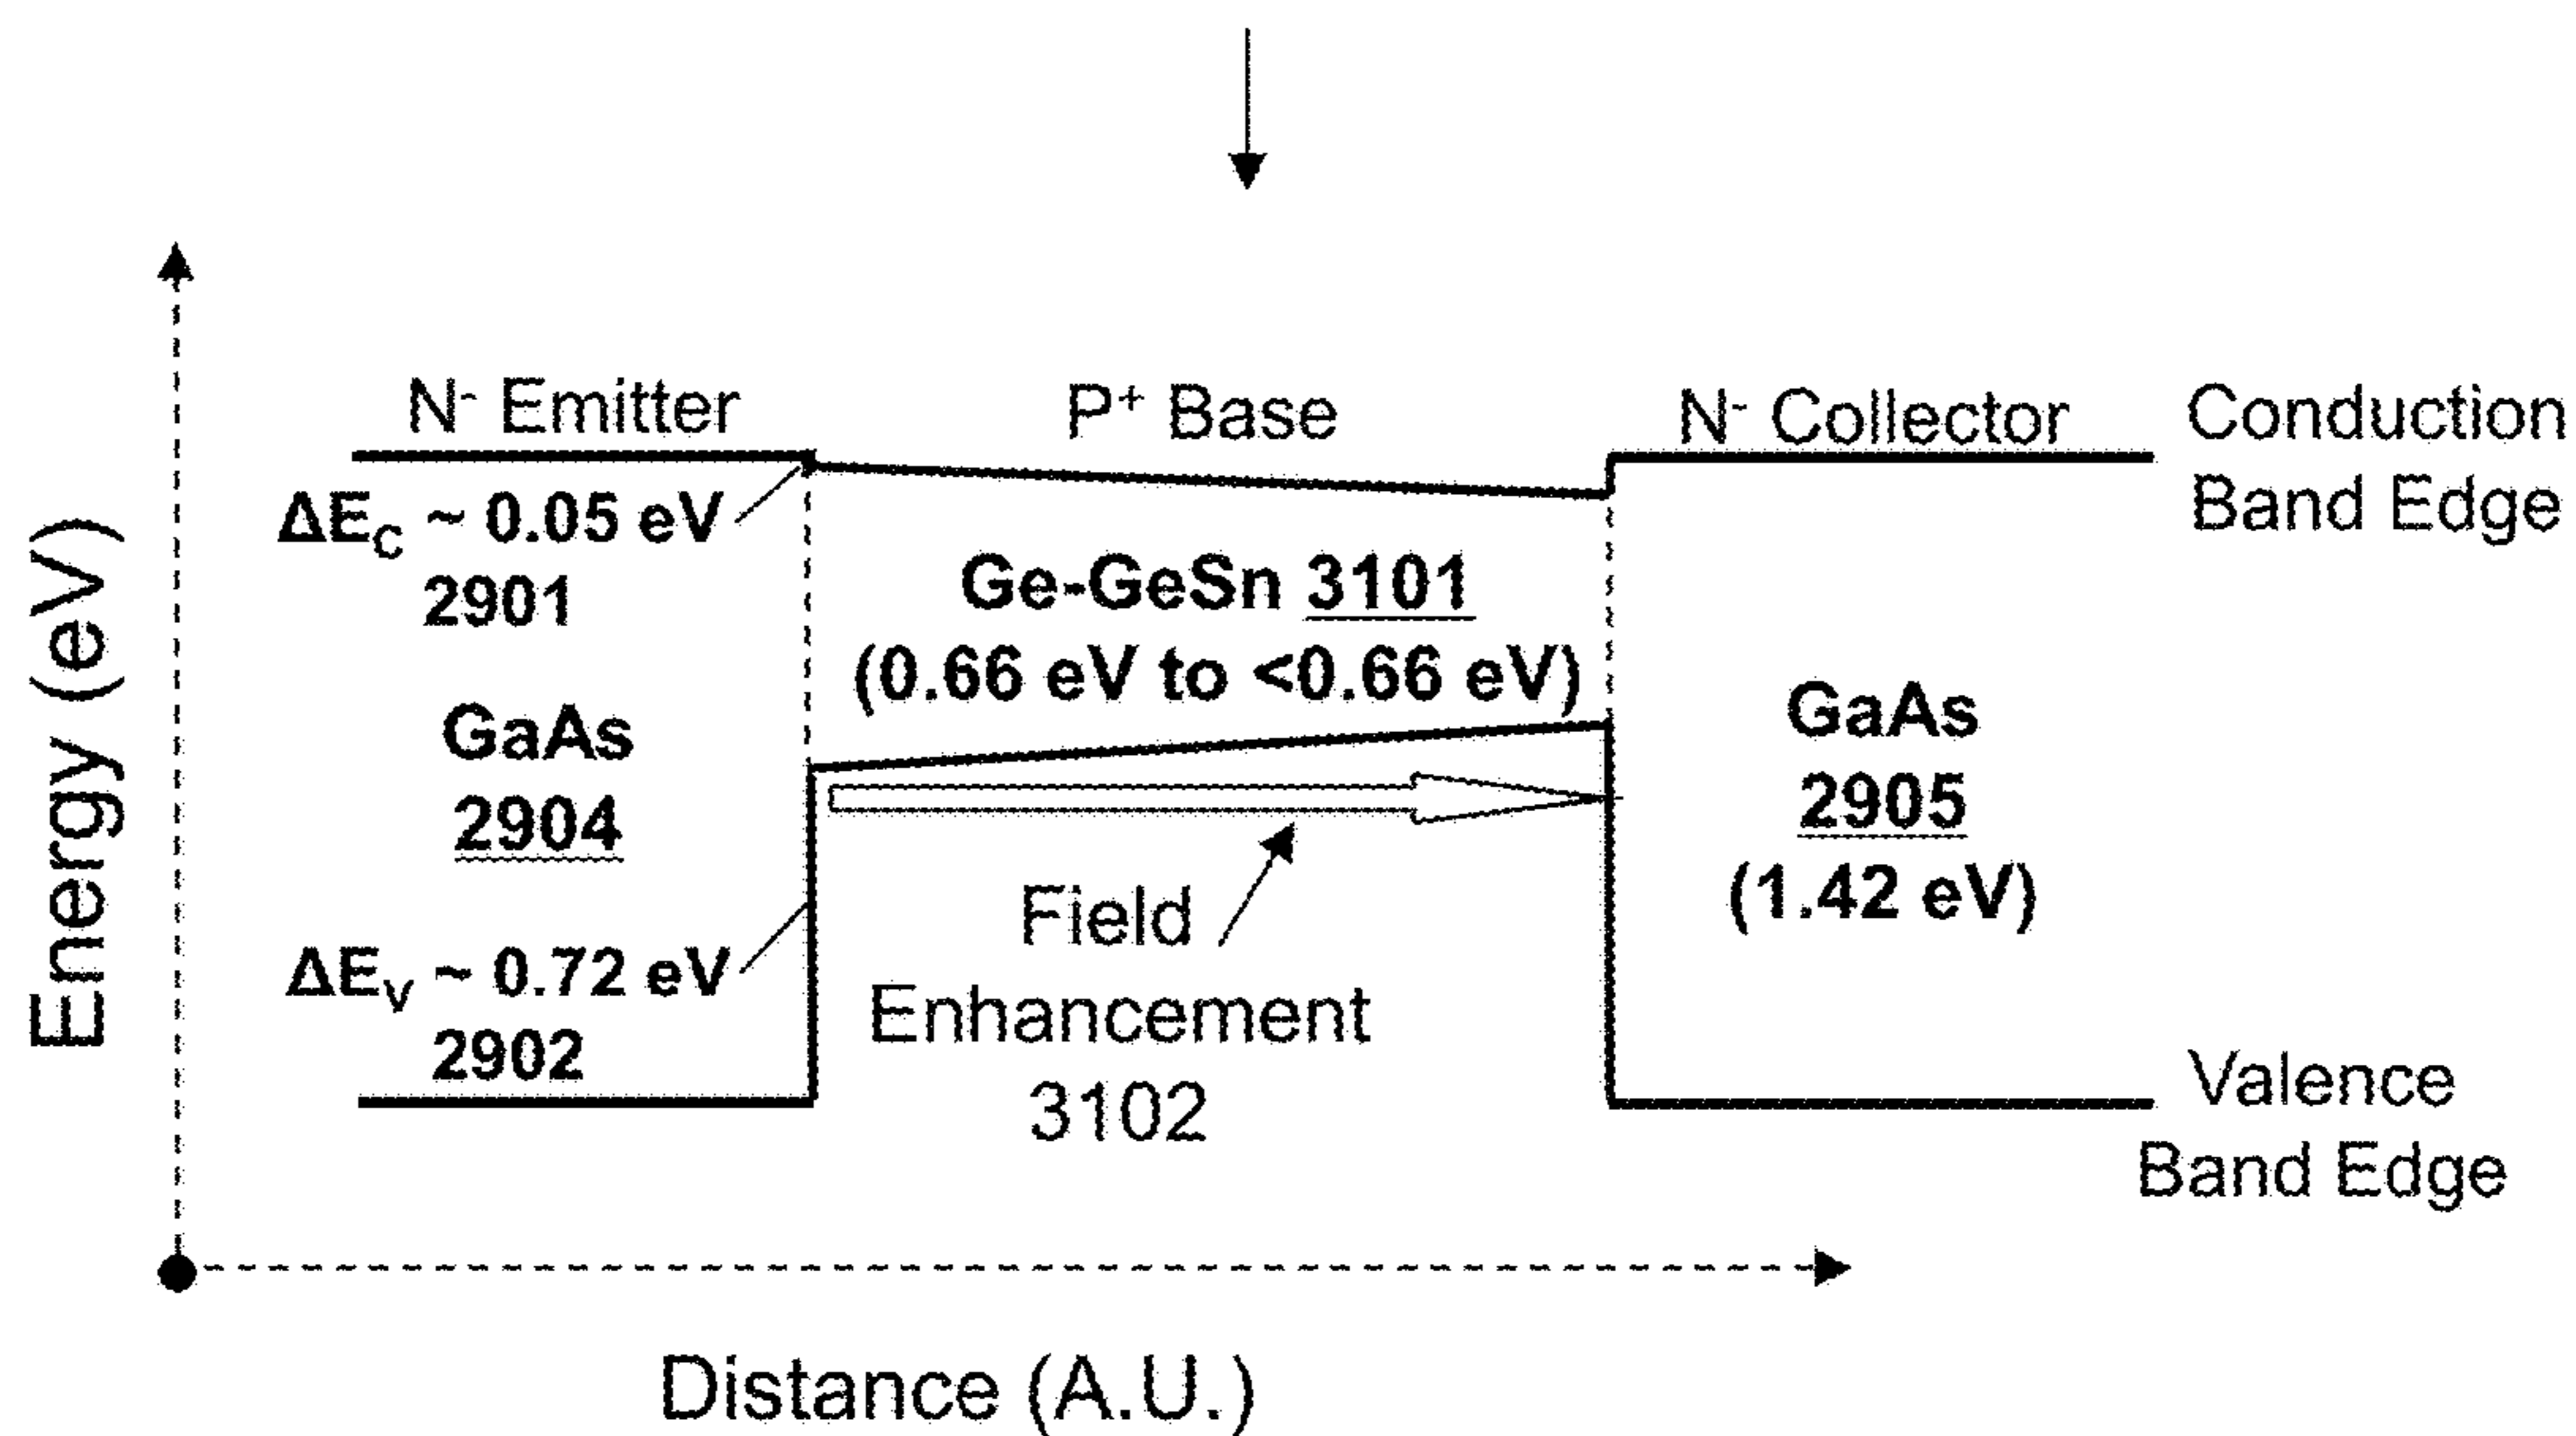 N- Emitter
P+ Base
N- Collector
Conduction
Band Edge
ΔEC ~ 0.05 eV
2901
Ge-GeSn 3101
(0.66 eV to <0.66 eV)
GaAs
2904
GaAs
2905
(1.42 eV)
ΔEV ~ 0.72 eV
2902
Field
Enhancement
3102
Valence
Band Edge
Energy (eV)
Distance (A.U.)